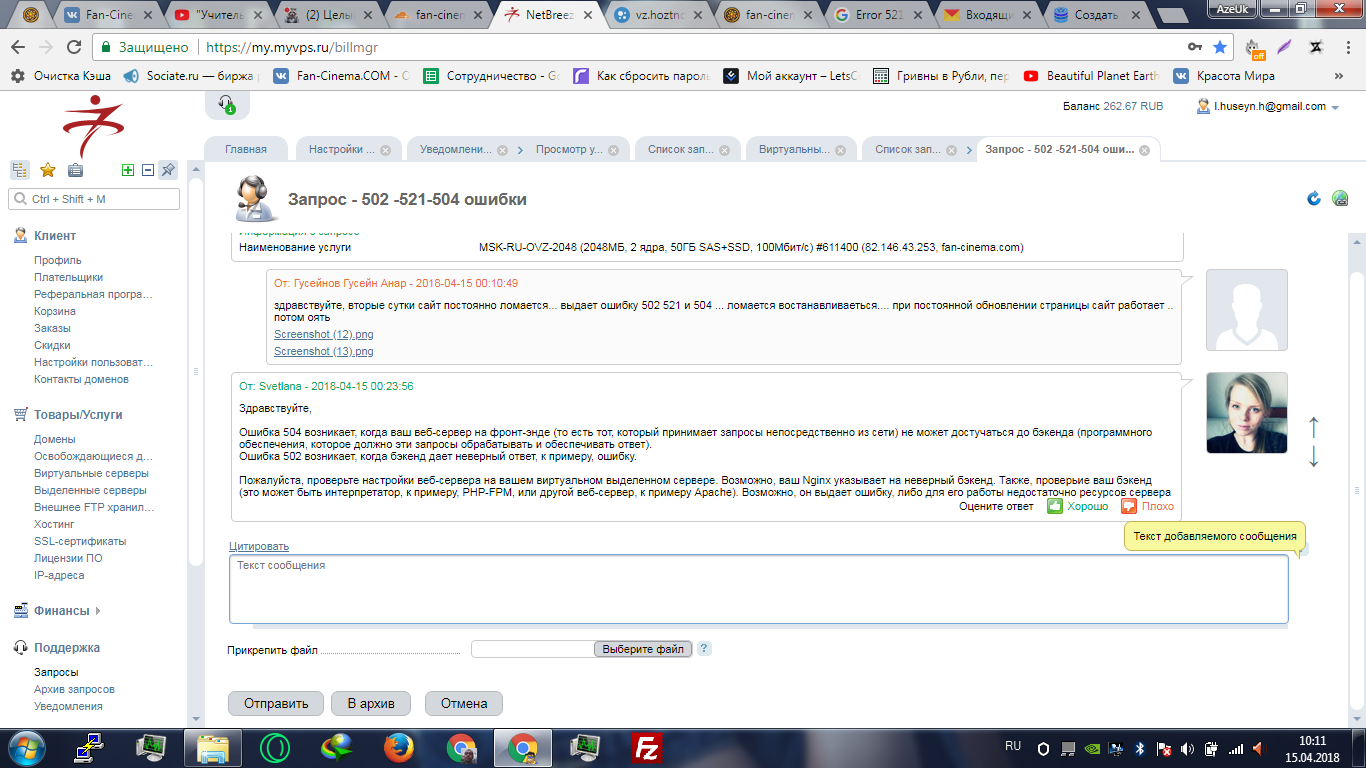 Fan-Cinem
"Учитель
(2) Целы
fan-cinem
NetBreez
vz.hoztnо
fan-cinem
Error 521
Входящи
Создать
AzeUk
Защищено
https://my.myvps.ru/billmgr
off
Очистка Кэша
Sociate.ru — биржа р
Fan-Cinema.COM - С
Сотрудничество - Go
Как сбросить пароль
Мой аккаунт – LetsCo
Гривны в Рубли, пер
Beautiful Planet Earth
Красота Мира
»
1
Баланс 262.67 RUB
l.huseyn.h@gmail.com
Главная
Настройки ...
Уведомлени...
Просмотр у...
Список зап...
Виртуальны...
Список зап...
Запрос - 502 -521-504 оши...
Ctrl + Shift + M
Клиент
Профиль
Плательщики
Реферальная програ…
Корзина
Заказы
Скидки
Настройки пользоват…
Контакты доменов
Товары/Услуги
Домены
Освобождающиеся д…
Виртуальные серверы
Выделенные серверы
Внешнее FTP хранил…
Хостинг
SSL-сертификаты
Лицензии ПО
IP-адреса
Финансы
Поддержка
Запросы
Архив запросов
Уведомления
Запрос - 502 -521-504 ошибки
Информация о запросе
Наименование услуги MSK-RU-OVZ-2048 (2048МБ, 2 ядра, 50ГБ SAS+SSD, 100Мбит/с) #611400 (82.146.43.253, fan-cinema.com)
От: Гусейнов Гусейн Анар - 2018-04-15 00:10:49
здравствуйте, вторые сутки сайт постоянно ломается... выдает ошибку 502 521 и 504 ... ломается востанавливаеться.... при постоянной обновлении страницы сайт работает ..
потом оять
Screenshot (12).png
Screenshot (13).png
От: Svetlana - 2018-04-15 00:23:56
Здравствуйте,
Ошибка 504 возникает, когда ваш веб-сервер на фронт-энде (то есть тот, который принимает запросы непосредственно из сети) не может достучаться до бэкенда (программного
обеспечения, которое должно эти запросы обрабатывать и обеспечивать ответ).
Ошибка 502 возникает, когда бэкенд дает неверный ответ, к примеру, ошибку.
Пожалуйста, проверьте настройки веб-сервера на вашем виртуальном выделенном сервере. Возможно, ваш Nginx указывает на неверный бэкенд. Также, проверьие ваш бэкенд
(это может быть интерпретатор, к примеру, PHP-FPM, или другой веб-сервер, к примеру Apache). Возможно, он выдает ошибку, либо для его работы недостаточно ресурсов сервера
Оцените ответ Хорошо Плохо
Текст добавляемого сообщения
Цитировать
Текст сообщения
Прикрепить файл
Выберите файл
?
Отправить
В архив
Отмена
RU
10:11
15.04.2018